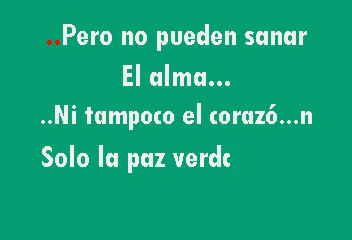 ..Pero no pueden sanar
El alma...
..Ni tampoco el corazó...n
Solo la paz